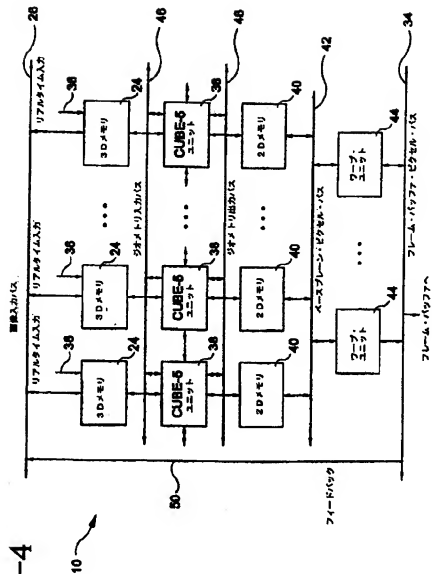 -4
10
画像入力バス
26
リアルタイム入力
リアルタイム入力
リアルタイム入力
36
36
36
3Dメモリ
24
3Dメモリ
24
3Dメモリ
24
ジオメトリ入力バス
46
CUBE-5
ユニット
38
CUBE-5
ユニット
38
CUBE-5
ユニット
38
ジオメトリ出力バス
48
2Dメモリ
40
2Dメモリ
40
2Dメモリ
40
ベースプレーン・ピクセル・バス
42
ワープ・
ユニット
44
ワープ・
ユニット
44
フレーム・バッファ・ピクセル・バス
34
フレーム・バッファへ
フィードバック
50